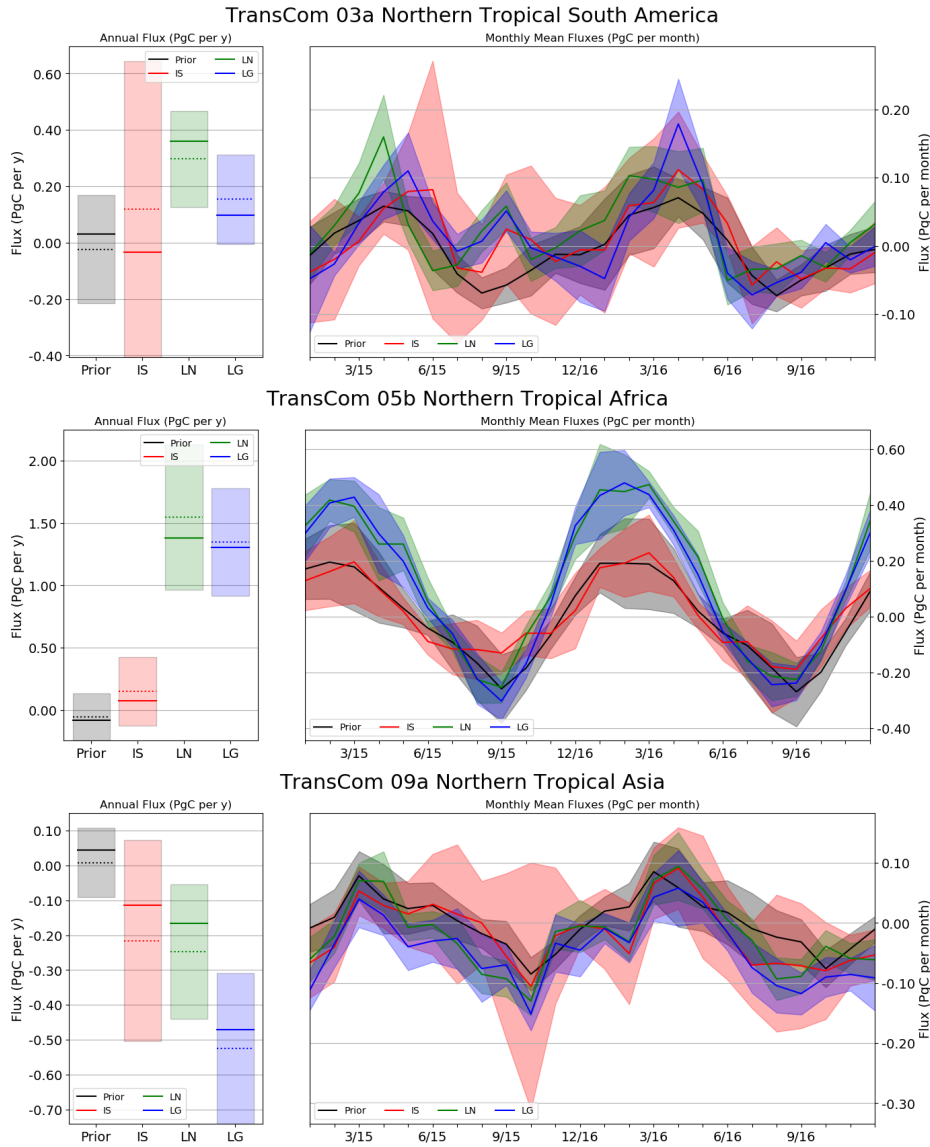 TransCom 03a Northern Tropical South America
Annual Flux (PgC per y)
Monthly Mean Fluxes (PgC per month)
Flux (PgC per y)
0.60
0.40
0.20
0.00
-0.20
-0.40
Prior
IS
LN
LG
Prior IS LN LG
0.20
0.10
0.00
-0.10
Flux (PgC per month)
Prior IS LN LG
3/15 6/15 9/15 12/16 3/16 6/16 9/16
TransCom 05b Northern Tropical Africa
Annual Flux (PgC per y)
Monthly Mean Fluxes (PgC per month)
Flux (PgC per y)
2.00
1.50
1.00
0.50
0.00
Prior
IS
LN
LG
Prior IS LN LG
0.60
0.40
0.20
0.00
-0.20
-0.40
Flux (PgC per month)
Prior IS LN LG
3/15 6/15 9/15 12/16 3/16 6/16 9/16
TransCom 09a Northern Tropical Asia
Annual Flux (PgC per y)
Monthly Mean Fluxes (PgC per month)
Flux (PgC per y)
0.10
0.00
-0.10
-0.20
-0.30
-0.40
-0.50
-0.60
-0.70
Prior
IS
LN
LG
Prior IS LN LG
0.10
0.00
-0.10
-0.20
-0.30
Flux (PgC per month)
Prior IS LN LG
3/15 6/15 9/15 12/16 3/16 6/16 9/16